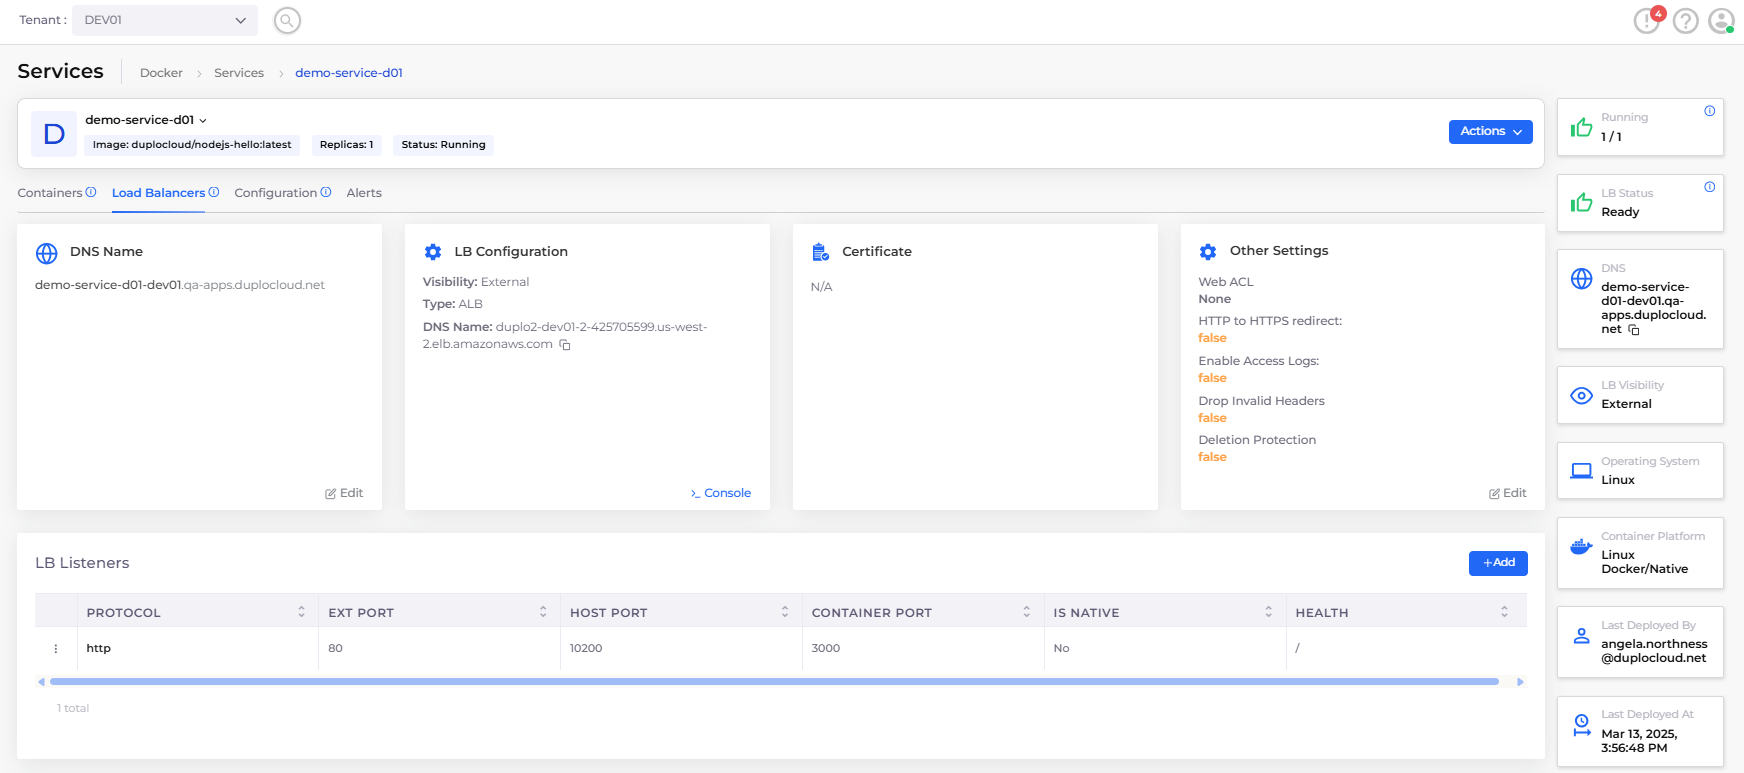 Tenant :
DEV01
4
Services
Docker
Services
demo-service-d01
D
demo-service-d01
Image: duplocloud/nodejs-hello:latest
Replicas: 1
Status: Running
Actions
Containers
Load Balancers
Configuration
Alerts
DNS Name
demo-service-d01-dev01.qa-apps.duplocloud.net
Edit
LB Configuration
Visibility: External
Type: ALB
DNS Name: duplo2-dev01-2-425705599.us-west-
2.elb.amazonaws.com
Console
Certificate
N/A
Other Settings
Web ACL
None
HTTP to HTTPS redirect:
false
Enable Access Logs:
false
Drop Invalid Headers
false
Deletion Protection
false
Edit
LB Listeners
+Add
PROTOCOL
EXT PORT
HOST PORT
CONTAINER PORT
IS NATIVE
HEALTH
http
80
10200
3000
No
/
1 total
Running
1 / 1
LB Status
Ready
DNS
demo-service-
d01-dev01.qa-
apps.duplocloud.
net
LB Visibility
External
Operating System
Linux
Container Platform
Linux
Docker/Native
Last Deployed By
angela.northness
@duplocloud.net
Last Deployed At
Mar 13, 2025,
3:56:48 PM